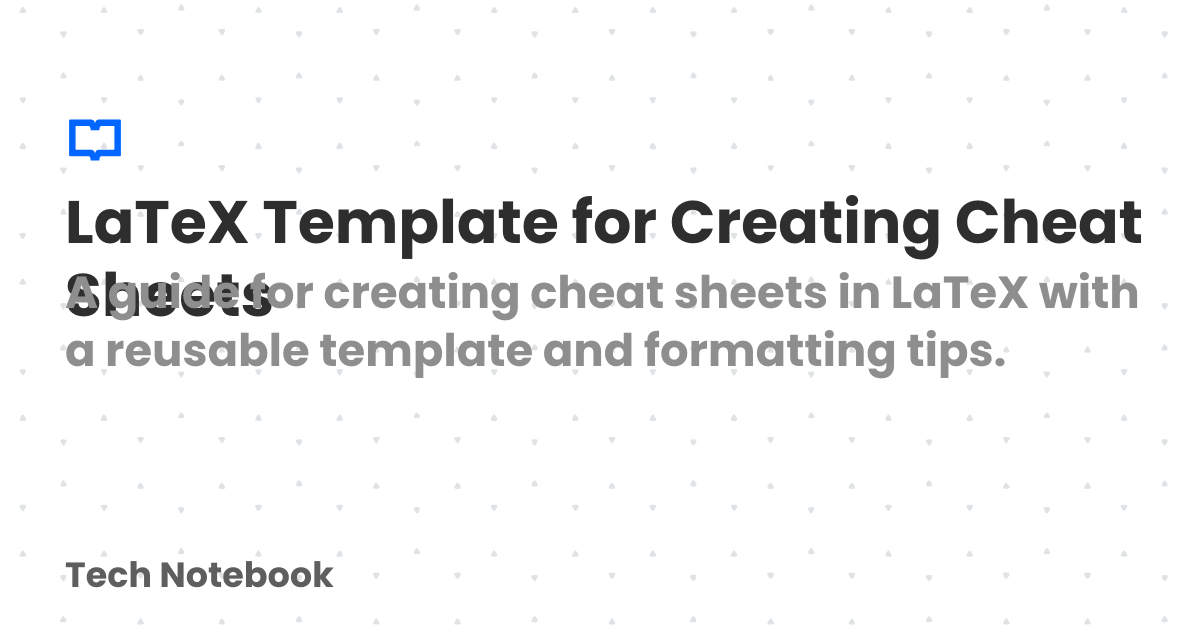 LaTeX Template for Creating Cheat
Sheets
A guide for creating cheat sheets in LaTeX with
a reusable template and formatting tips.
Tech Notebook